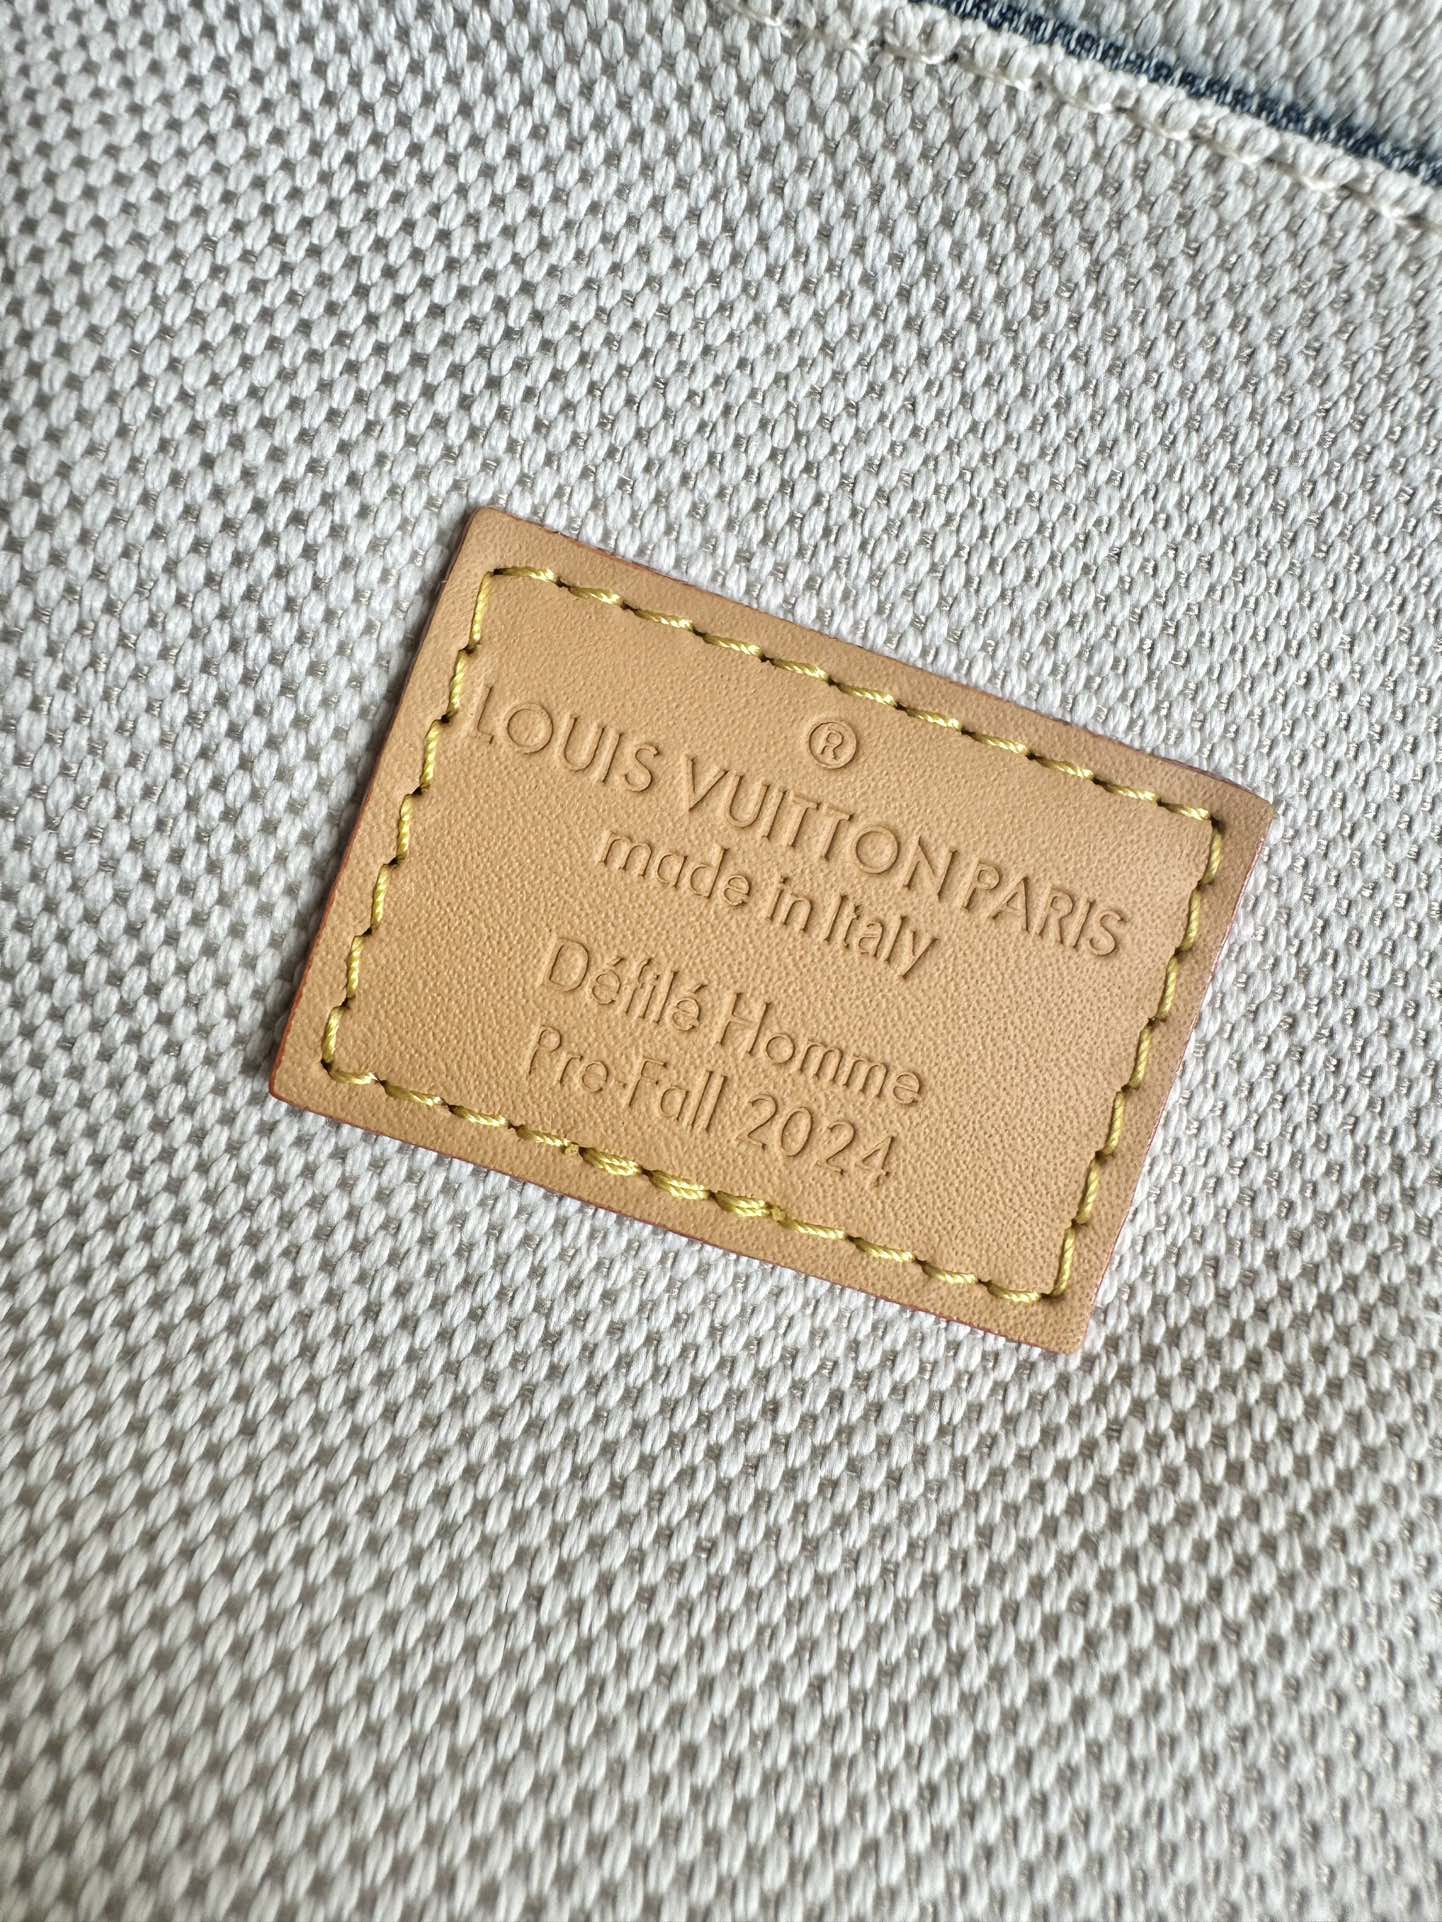 ®
LOUIS VUITTON PARIS
made in Italy
Défilé Homme
Pre-Fall 2024